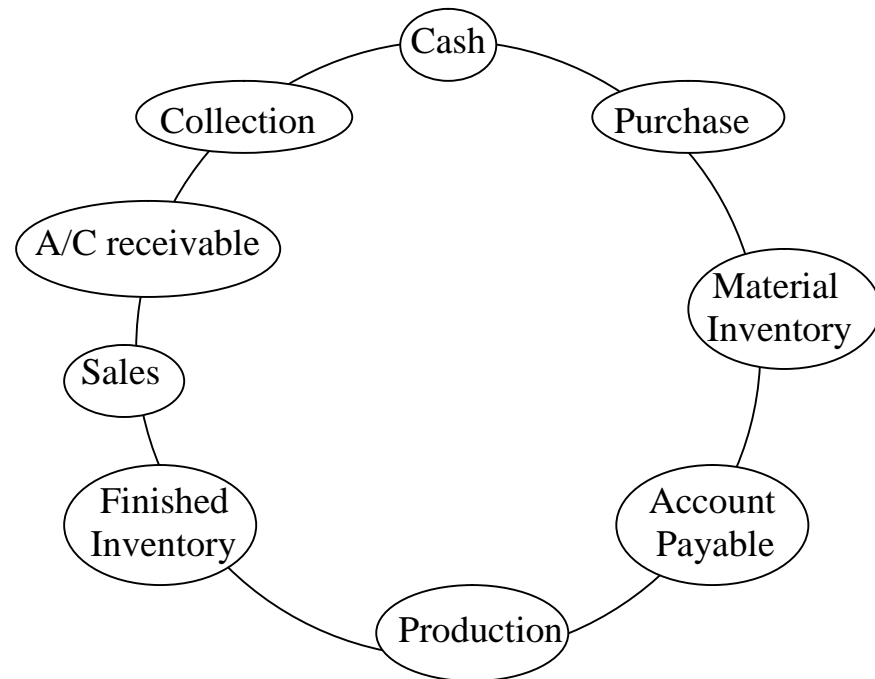 Cash
Collection
Purchase
A/C receivable
Material
Inventory
Sales
Finished
Inventory
Account
Payable
Production